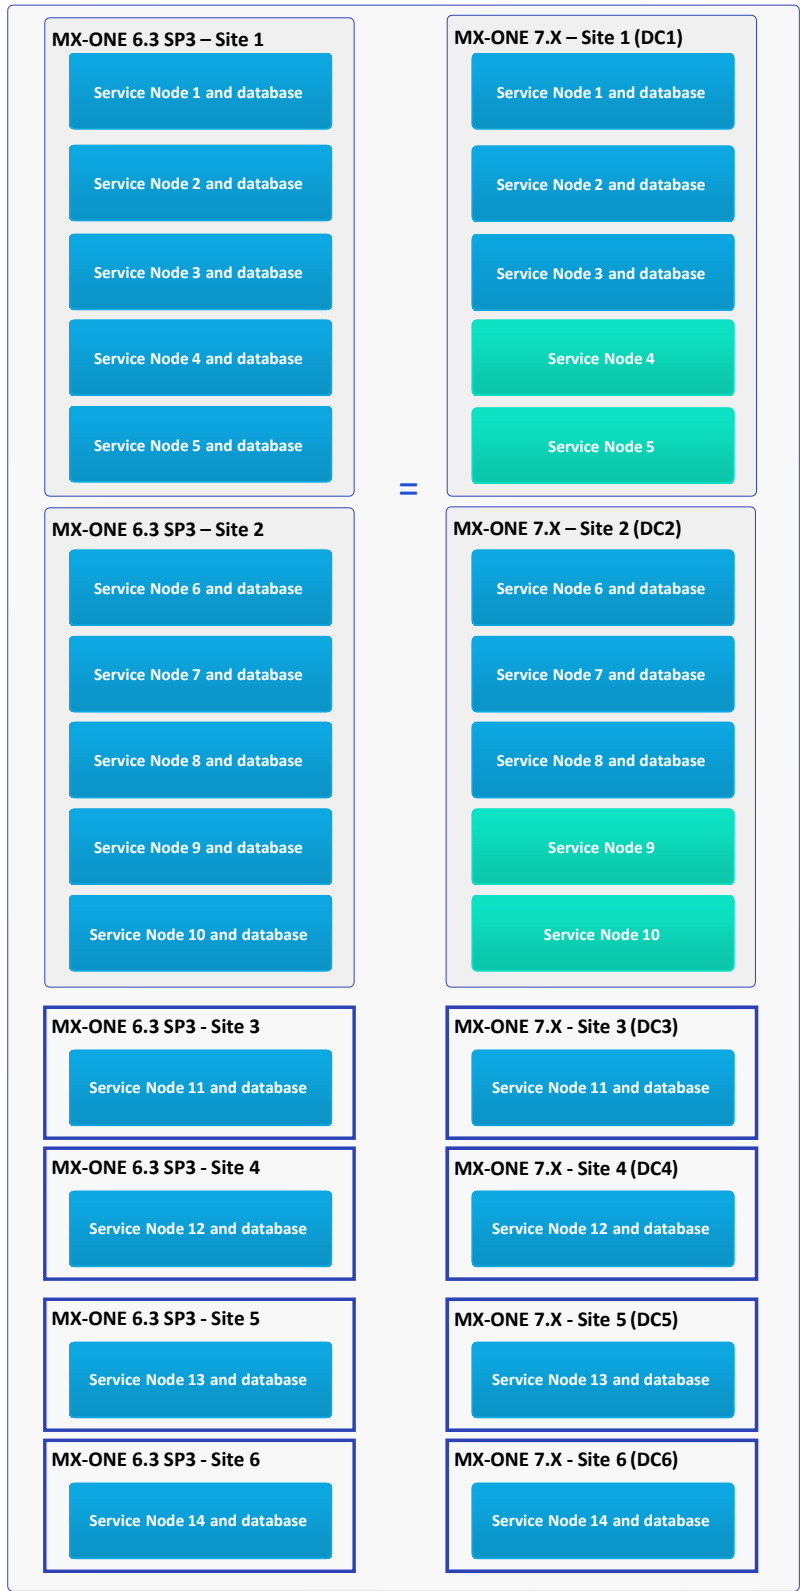 MX-ONE 6.3 SP3 – Site 1
Service Node 1 and database
Service Node 2 and database
Service Node 3 and database
Service Node 4 and database
Service Node 5 and database
MX-ONE 7.X – Site 1 (DC1)
Service Node 1 and database
Service Node 2 and database
Service Node 3 and database
Service Node 4
Service Node 5
=
MX-ONE 6.3 SP3 – Site 2
Service Node 6 and database
Service Node 7 and database
Service Node 8 and database
Service Node 9 and database
Service Node 10 and database
MX-ONE 7.X – Site 2 (DC2)
Service Node 6 and database
Service Node 7 and database
Service Node 8 and database
Service Node 9
Service Node 10
MX-ONE 6.3 SP3 - Site 3
Service Node 11 and database
MX-ONE 7.X - Site 3 (DC3)
Service Node 11 and database
MX-ONE 6.3 SP3 - Site 4
Service Node 12 and database
MX-ONE 7.X - Site 4 (DC4)
Service Node 12 and database
MX-ONE 6.3 SP3 - Site 5
Service Node 13 and database
MX-ONE 7.X - Site 5 (DC5)
Service Node 13 and database
MX-ONE 6.3 SP3 - Site 6
Service Node 14 and database
MX-ONE 7.X - Site 6 (DC6)
Service Node 14 and database